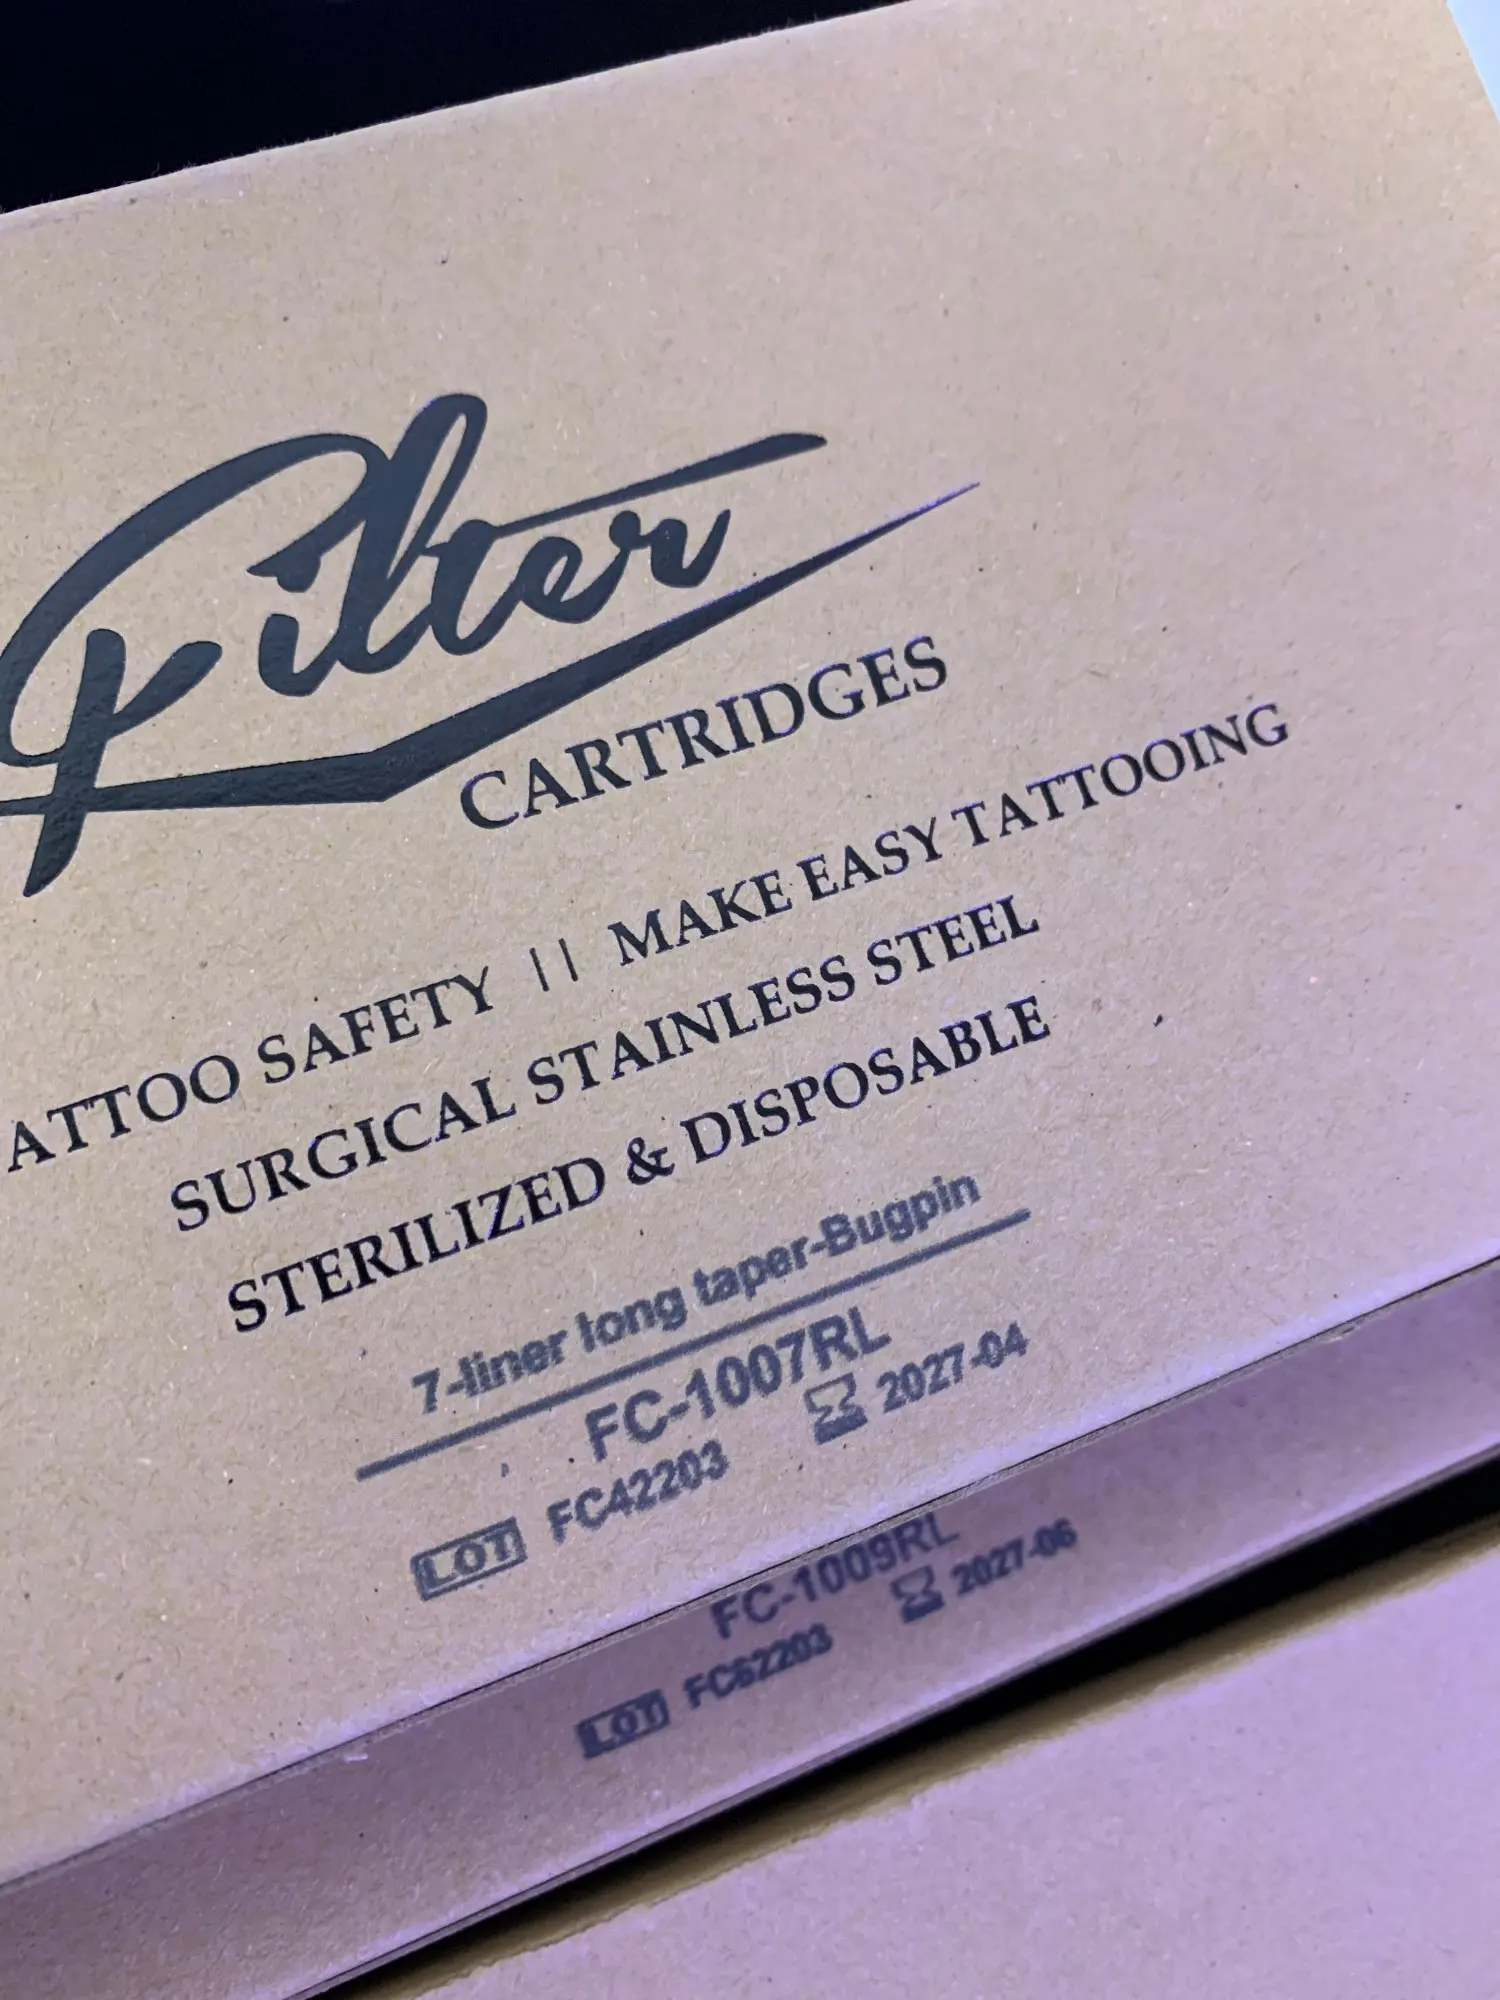 Filter
CARTRIDGES
ATTOO SAFETY || MAKE EASY TATTOOING
SURGICAL STAINLESS STEEL
STERILIZED & DISPOSABLE
7-liner long taper-Bugpin
FC-1007RL
LOT FC42203 2027-04
FC-1009RL
LOT FC62203 2027-06